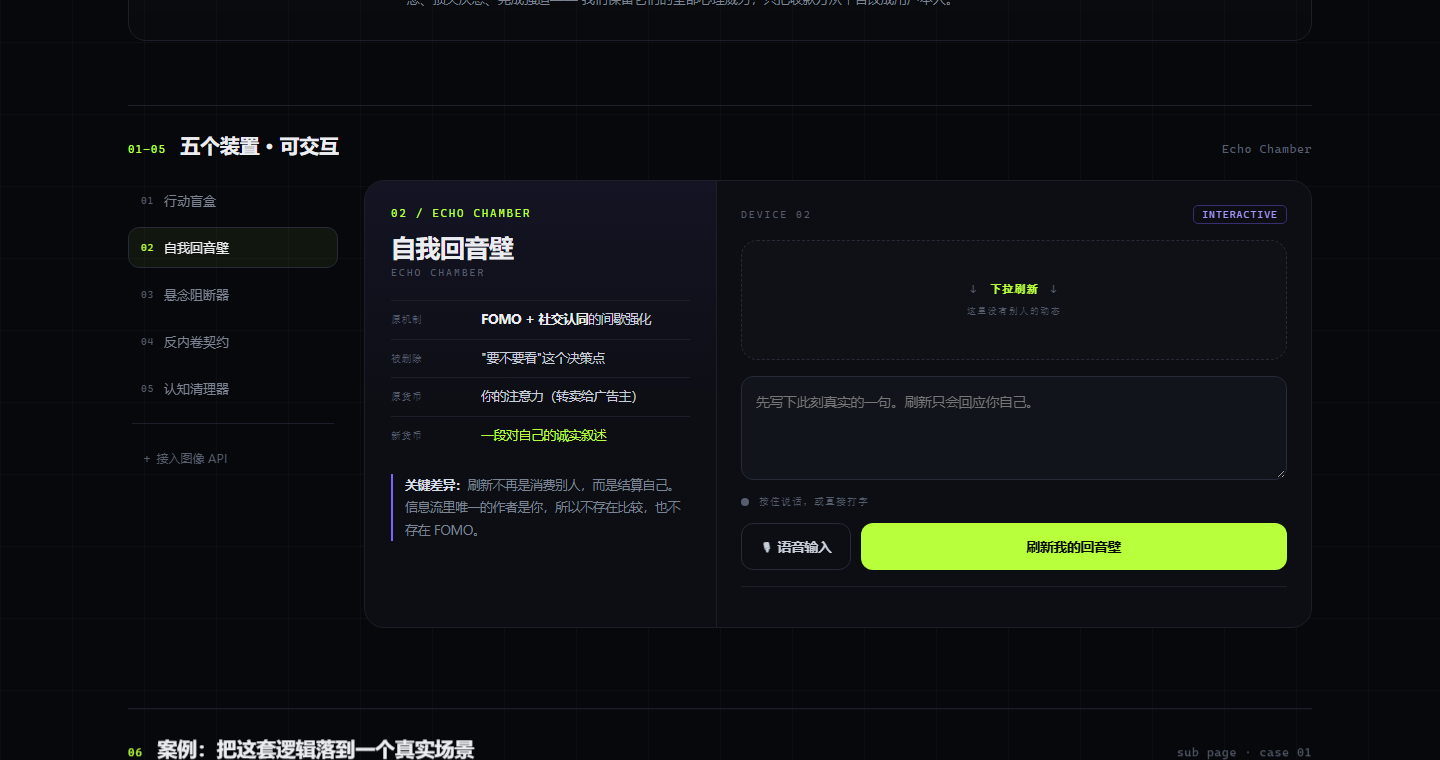 01—05 五个装置 · 可交互
Echo Chamber
01 行动盲盒
02 自我回音壁
03 悬念阻断器
04 反内卷契约
05 认知清理器
+ 接入图像 API
02 / ECHO CHAMBER
自我回音壁
ECHO CHAMBER
原机制 FOMO + 社交认同的间歇强化
被删除 "要不要看"这个决策点
原货币 你的注意力（转卖给广告主）
新货币 一段对自己的诚实叙述
关键差异：刷新不再是消费别人，而是结算自己。
信息流里唯一的作者是你，所以不存在比较，也不
存在 FOMO。
DEVICE 02
INTERACTIVE
↓ 下拉刷新 ↓
这里没有别人的动态
先写下此刻真实的一句。刷新只会回应你自己。
按住说话，或直接打字
语音输入
刷新我的回音壁
06 案例：把这套逻辑落到一个真实场景
sub page · case 01